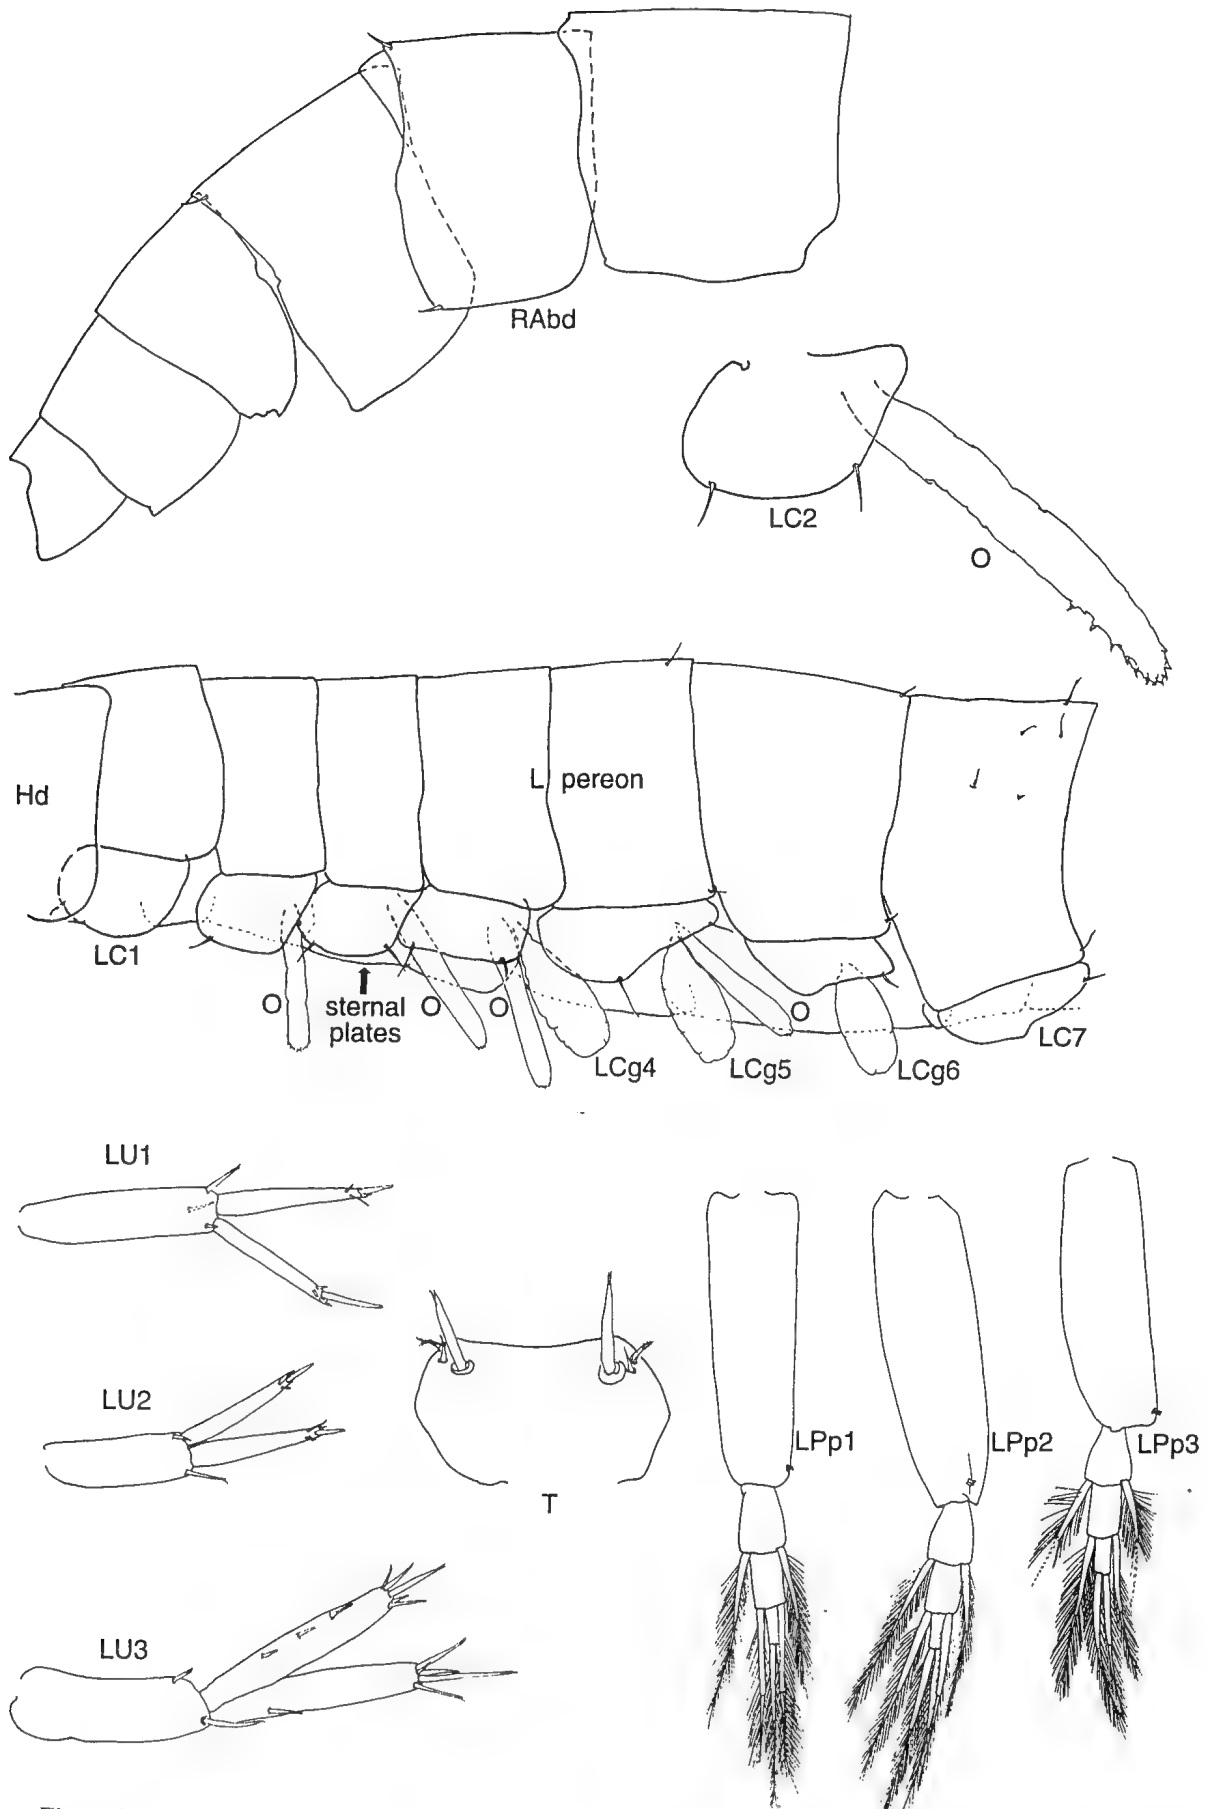 RAbd
LC2
O
Hd
L pereon
LC1
O
sternal
plates
O
O
O
LCg4
LCg5
LCg6
LC7
LU1
LU2
LU3
T
LPp1
LPp2
LPp3